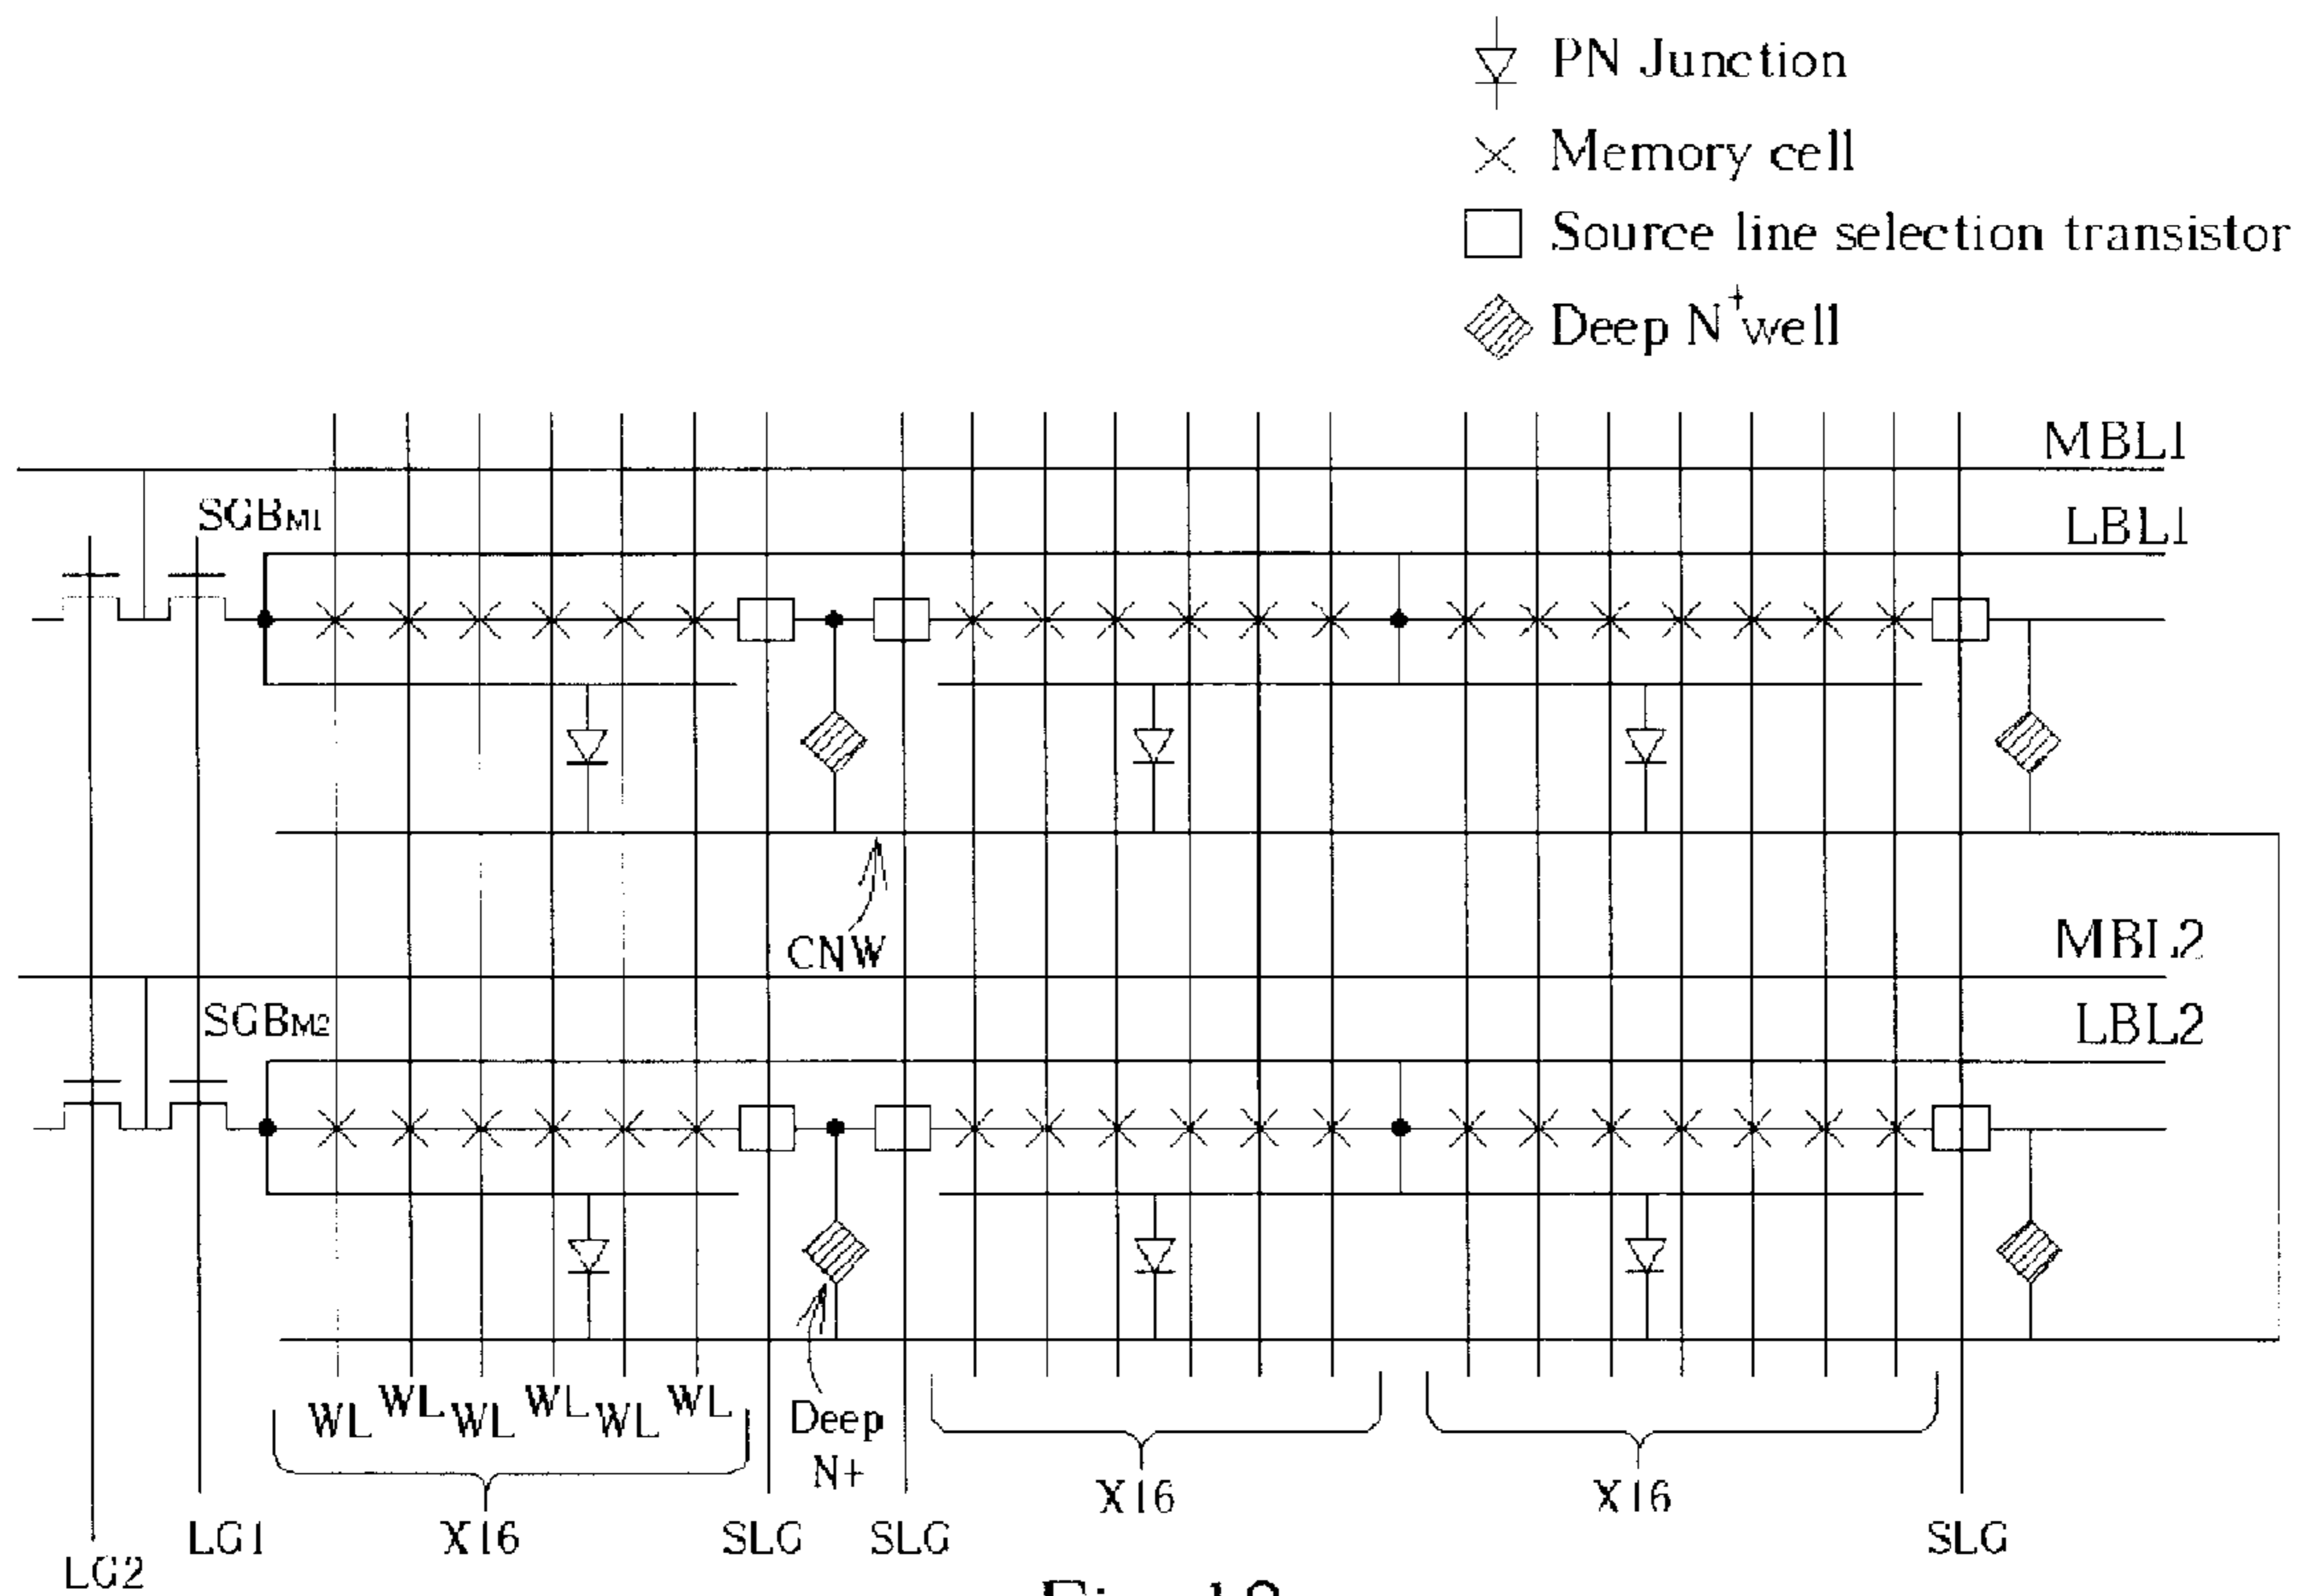 PN Junction
Memory cell
Source line selection transistor
Deep N+ well
MBL1
SGBM1
LBL1
CNW
MBL2
SGBM2
LBL2
WL WL WL WL WL WL
Deep
N+
X16
X16
LG1
X16
SLG
SLG
SLG
LG2